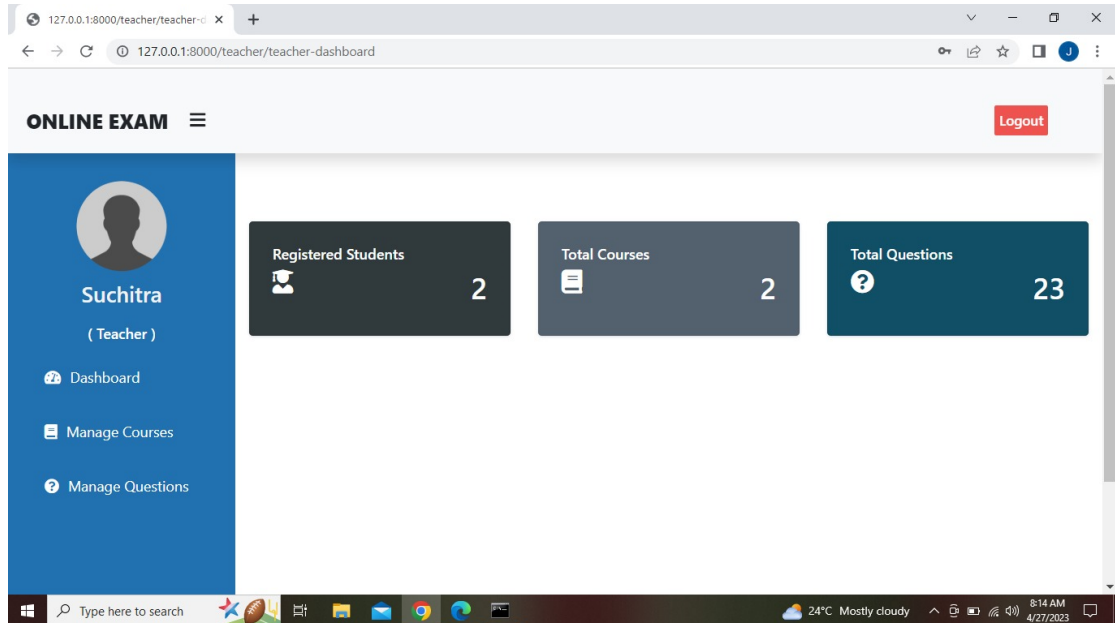 127.0.0.1:8000/teacher/teacher-d
127.0.0.1:8000/teacher/teacher-dashboard
J
ONLINE EXAM
Logout
Suchitra
( Teacher )
Dashboard
Manage Courses
Manage Questions
Registered Students
2
Total Courses
2
Total Questions
23
Type here to search
24°C Mostly cloudy
8:14 AM
4/27/2023